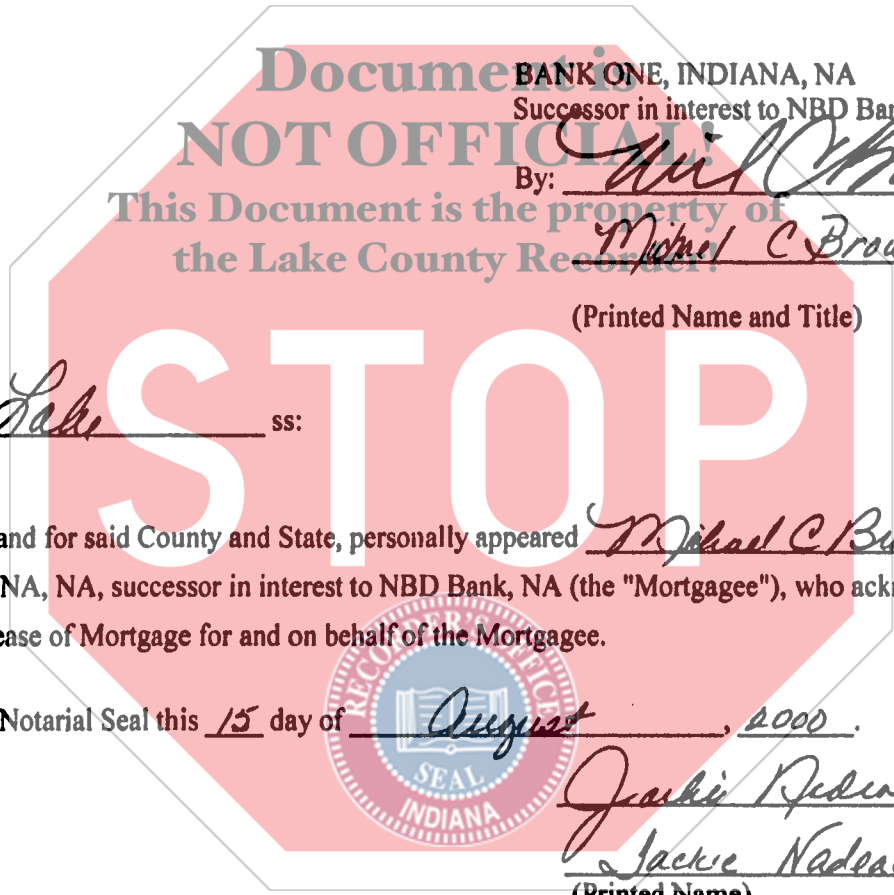 Document is
BANK ONE, INDIANA, NA
Successor in interest to NBD Ban
NOT OFFICIAL!
By:
This Document is the property of
Michael C Brow
the Lake County Recorder!
(Printed Name and Title)
STOP
Lake ss:
and for said County and State, personally appeared Michael C Br
NA, NA, successor in interest to NBD Bank, NA (the "Mortgagee"), who ack
ease of Mortgage for and on behalf of the Mortgagee.
RECORDER'S OFFICE
Notarial Seal this 15 day of August, 2000.
SEAL
INDIANA
Jackie
Jackie Nadea
(Printed Name)